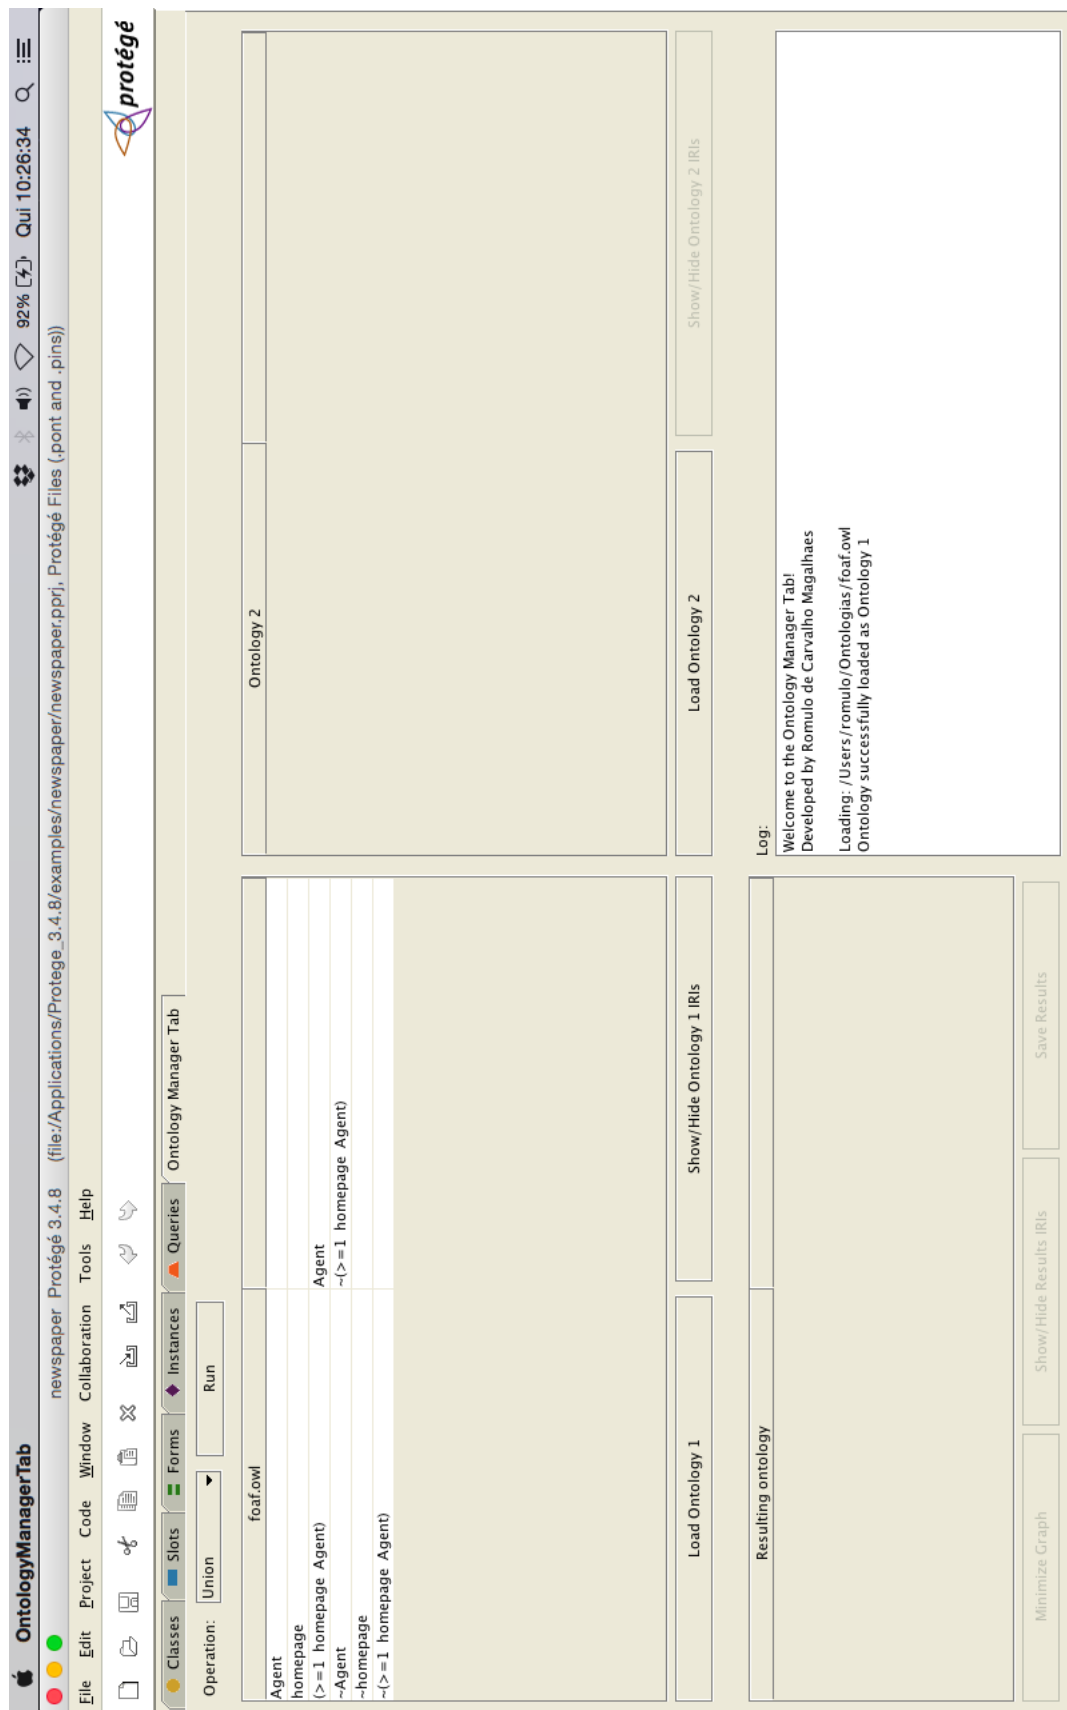 OntologyManagerTab
92%
Qui 10:26:34
newspaper Protégé 3.4.8 (file:/Applications/Protege_3.4.8/examples/newspaper/newspaper.pprj, Protégé Files (.pont and .pins))
File Edit Project Code Window Collaboration Tools Help
protégé
Classes Slots Forms Instances Queries Ontology Manager Tab
Operation: Union Run
foaf.owl
Agent
homepage
(>=1 homepage Agent) Agent
~Agent ~(>=1 homepage Agent)
~homepage
~(>=1 homepage Agent)
Load Ontology 1 Show/Hide Ontology 1 IRIs
Ontology 2
Load Ontology 2 Show/Hide Ontology 2 IRIs
Resulting ontology
Minimize Graph Show/Hide Results IRIs Save Results
Log:
Welcome to the Ontology Manager Tab!
Developed by Romulo de Carvalho Magalhaes
Loading: /Users/romulo/Ontologias/foaf.owl
Ontology successfully loaded as Ontology 1